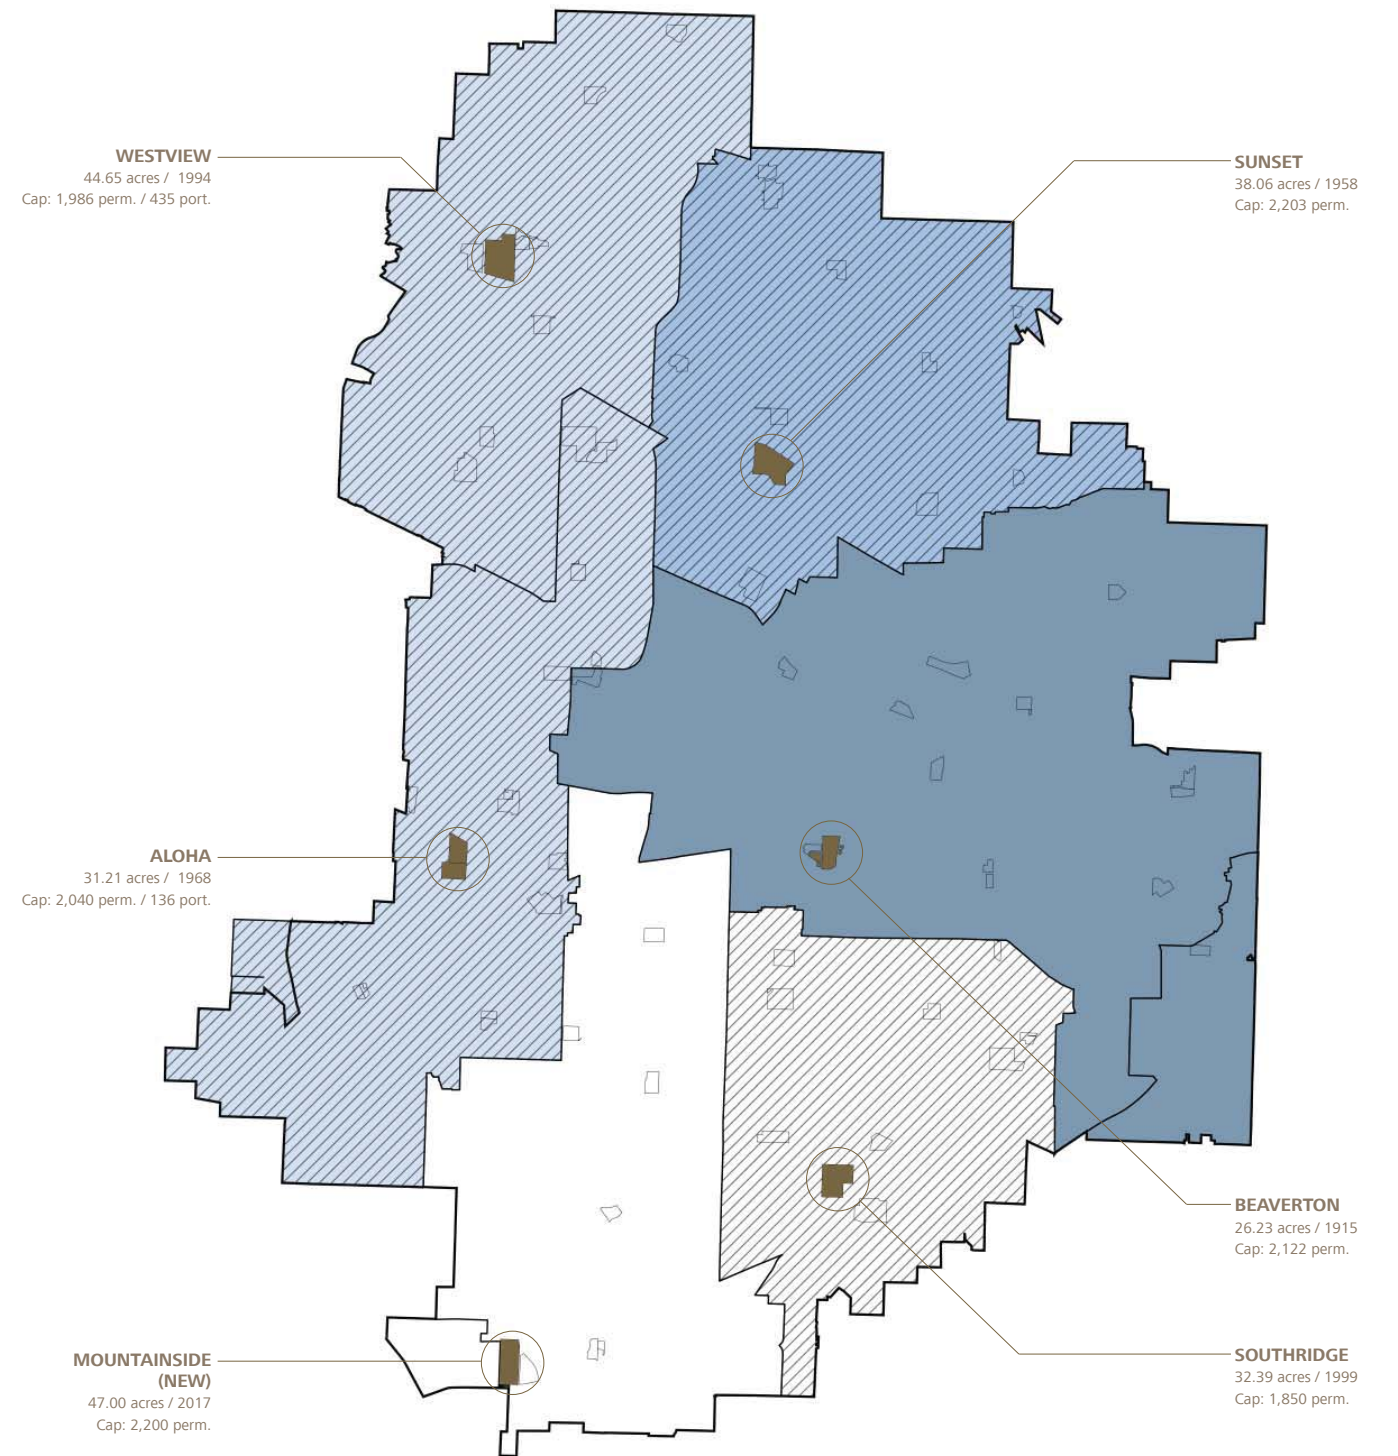 WESTVIEW
44.65 acres / 1994
Cap: 1,986 perm. / 435 port.
SUNSET
38.06 acres / 1958
Cap: 2,203 perm.
ALOHA
31.21 acres / 1968
Cap: 2,040 perm. / 136 port.
BEAVERTON
26.23 acres / 1915
Cap: 2,122 perm.
MOUNTAINSIDE
(NEW)
47.00 acres / 2017
Cap: 2,200 perm.
SOUTHRIDGE
32.39 acres / 1999
Cap: 1,850 perm.